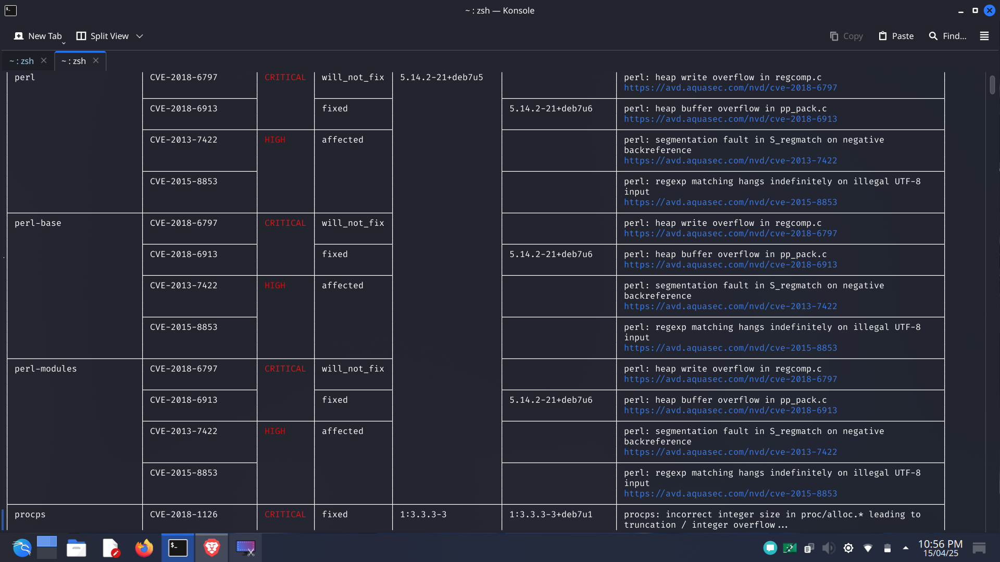 ~ : zsh — Konsole
New Tab
Split View
Copy
Paste
Find...
~ : zsh
~ : zsh
perl CVE-2018-6797 CRITICAL will_not_fix 5.14.2-21+deb7u5 perl: heap write overflow in regcomp.c
https://avd.aquasec.com/nvd/cve-2018-6797
CVE-2018-6913 fixed 5.14.2-21+deb7u6 perl: heap buffer overflow in pp_pack.c
https://avd.aquasec.com/nvd/cve-2018-6913
CVE-2013-7422 HIGH affected perl: segmentation fault in S_regmatch on negative
backreference
https://avd.aquasec.com/nvd/cve-2013-7422
CVE-2015-8853 perl: regexp matching hangs indefinitely on illegal UTF-8
input
https://avd.aquasec.com/nvd/cve-2015-8853
perl-base CVE-2018-6797 CRITICAL will_not_fix perl: heap write overflow in regcomp.c
https://avd.aquasec.com/nvd/cve-2018-6797
CVE-2018-6913 fixed 5.14.2-21+deb7u6 perl: heap buffer overflow in pp_pack.c
https://avd.aquasec.com/nvd/cve-2018-6913
CVE-2013-7422 HIGH affected perl: segmentation fault in S_regmatch on negative
backreference
https://avd.aquasec.com/nvd/cve-2013-7422
CVE-2015-8853 perl: regexp matching hangs indefinitely on illegal UTF-8
input
https://avd.aquasec.com/nvd/cve-2015-8853
perl-modules CVE-2018-6797 CRITICAL will_not_fix perl: heap write overflow in regcomp.c
https://avd.aquasec.com/nvd/cve-2018-6797
CVE-2018-6913 fixed 5.14.2-21+deb7u6 perl: heap buffer overflow in pp_pack.c
https://avd.aquasec.com/nvd/cve-2018-6913
CVE-2013-7422 HIGH affected perl: segmentation fault in S_regmatch on negative
backreference
https://avd.aquasec.com/nvd/cve-2013-7422
CVE-2015-8853 perl: regexp matching hangs indefinitely on illegal UTF-8
input
https://avd.aquasec.com/nvd/cve-2015-8853
procps CVE-2018-1126 CRITICAL fixed 1:3.3.3-3 1:3.3.3-3+deb7u1 procps: incorrect integer size in proc/alloc.* leading to
truncation / integer overflow...
10:56 PM
15/04/25